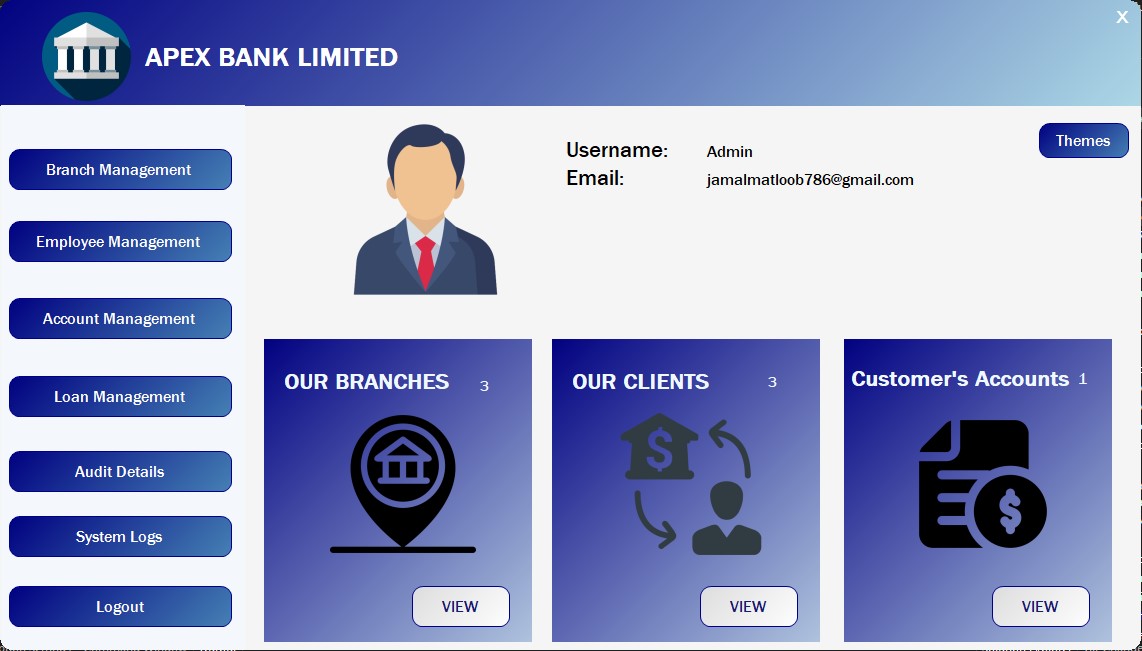 X
APEX BANK LIMITED
Branch Management
Employee Management
Account Management
Loan Management
Audit Details
System Logs
Logout
Username: Admin
Email: jamalmatloob786@gmail.com
Themes
OUR BRANCHES 3
$
VIEW
OUR CLIENTS 3
$
VIEW
Customer's Accounts 1
$
VIEW